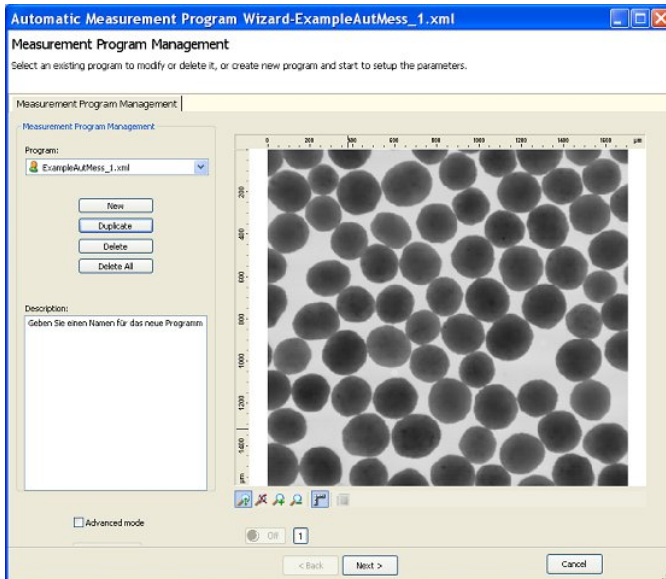 Automatic Measurement Program Wizard-ExampleAutMess_1.xml
Measurement Program Management
Select an existing program to modify or delete it, or create new program and start to setup the parameters.
Measurement Program Management
Measurement Program Management
Program:
ExampleAutMess_1.xml
New
Duplicate
Delete
Delete All
Description:
Geben Sie einen Namen für das neue Programm
Advanced mode
0 200 400 600 800 1000 1200 1400 1600 µm
200
400
600
800
1000
1200
1400
µm
Off 1
< Back Next > Cancel